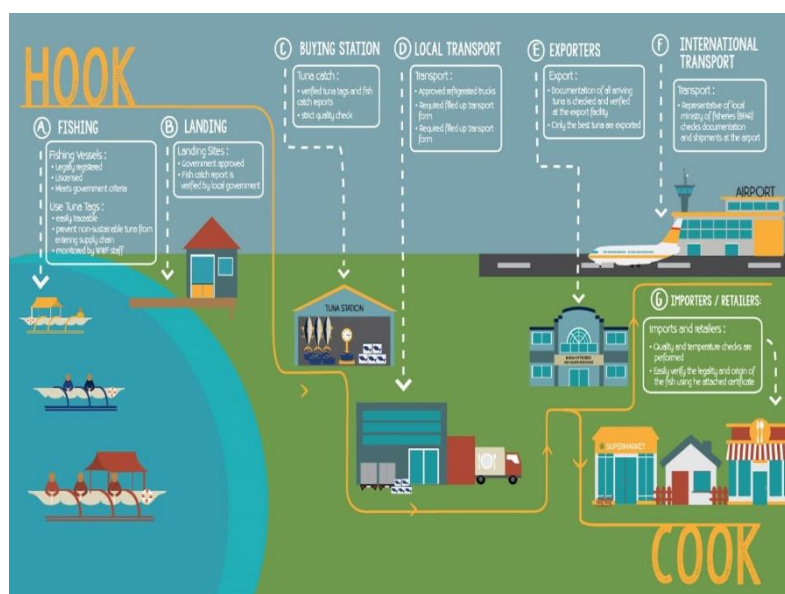 HOOK
A FISHING
Fishing Vessels :
• Legally registered
• Liscensed
• Meets government criteria
Use Tuna Tags :
• easily traceable
• prevent non-sustainable tuna from
entering supply chain
• monitored by WWF staff
B LANDING
Landing Sites :
• Government approved
• Fish catch report is
verified by local government
C BUYING STATION
Tuna catch :
• verified tuna tags and fish
catch reports
• strict quality check
D LOCAL TRANSPORT
Transport :
• Approved refrigerated trucks
• Required filled up transport
form
• Required filled up transport
form
E EXPORTERS
Export :
• Documentation of all arriving
tuna is checked and verified
at the export facility
• Only the best tuna are exported
F INTERNATIONAL
TRANSPORT
Transport :
• Representative of local
ministry of fisheries (BFAR)
checks documentation
and shipments at the airport
AIRPORT
TUNA STATION
G IMPORTERS / RETAILERS:
Imports and retailers :
• Quality and temperature checks are
performed
• Easily verify the legality and origin of
the fish using he attached certificate
SUPERMARKET
COOK